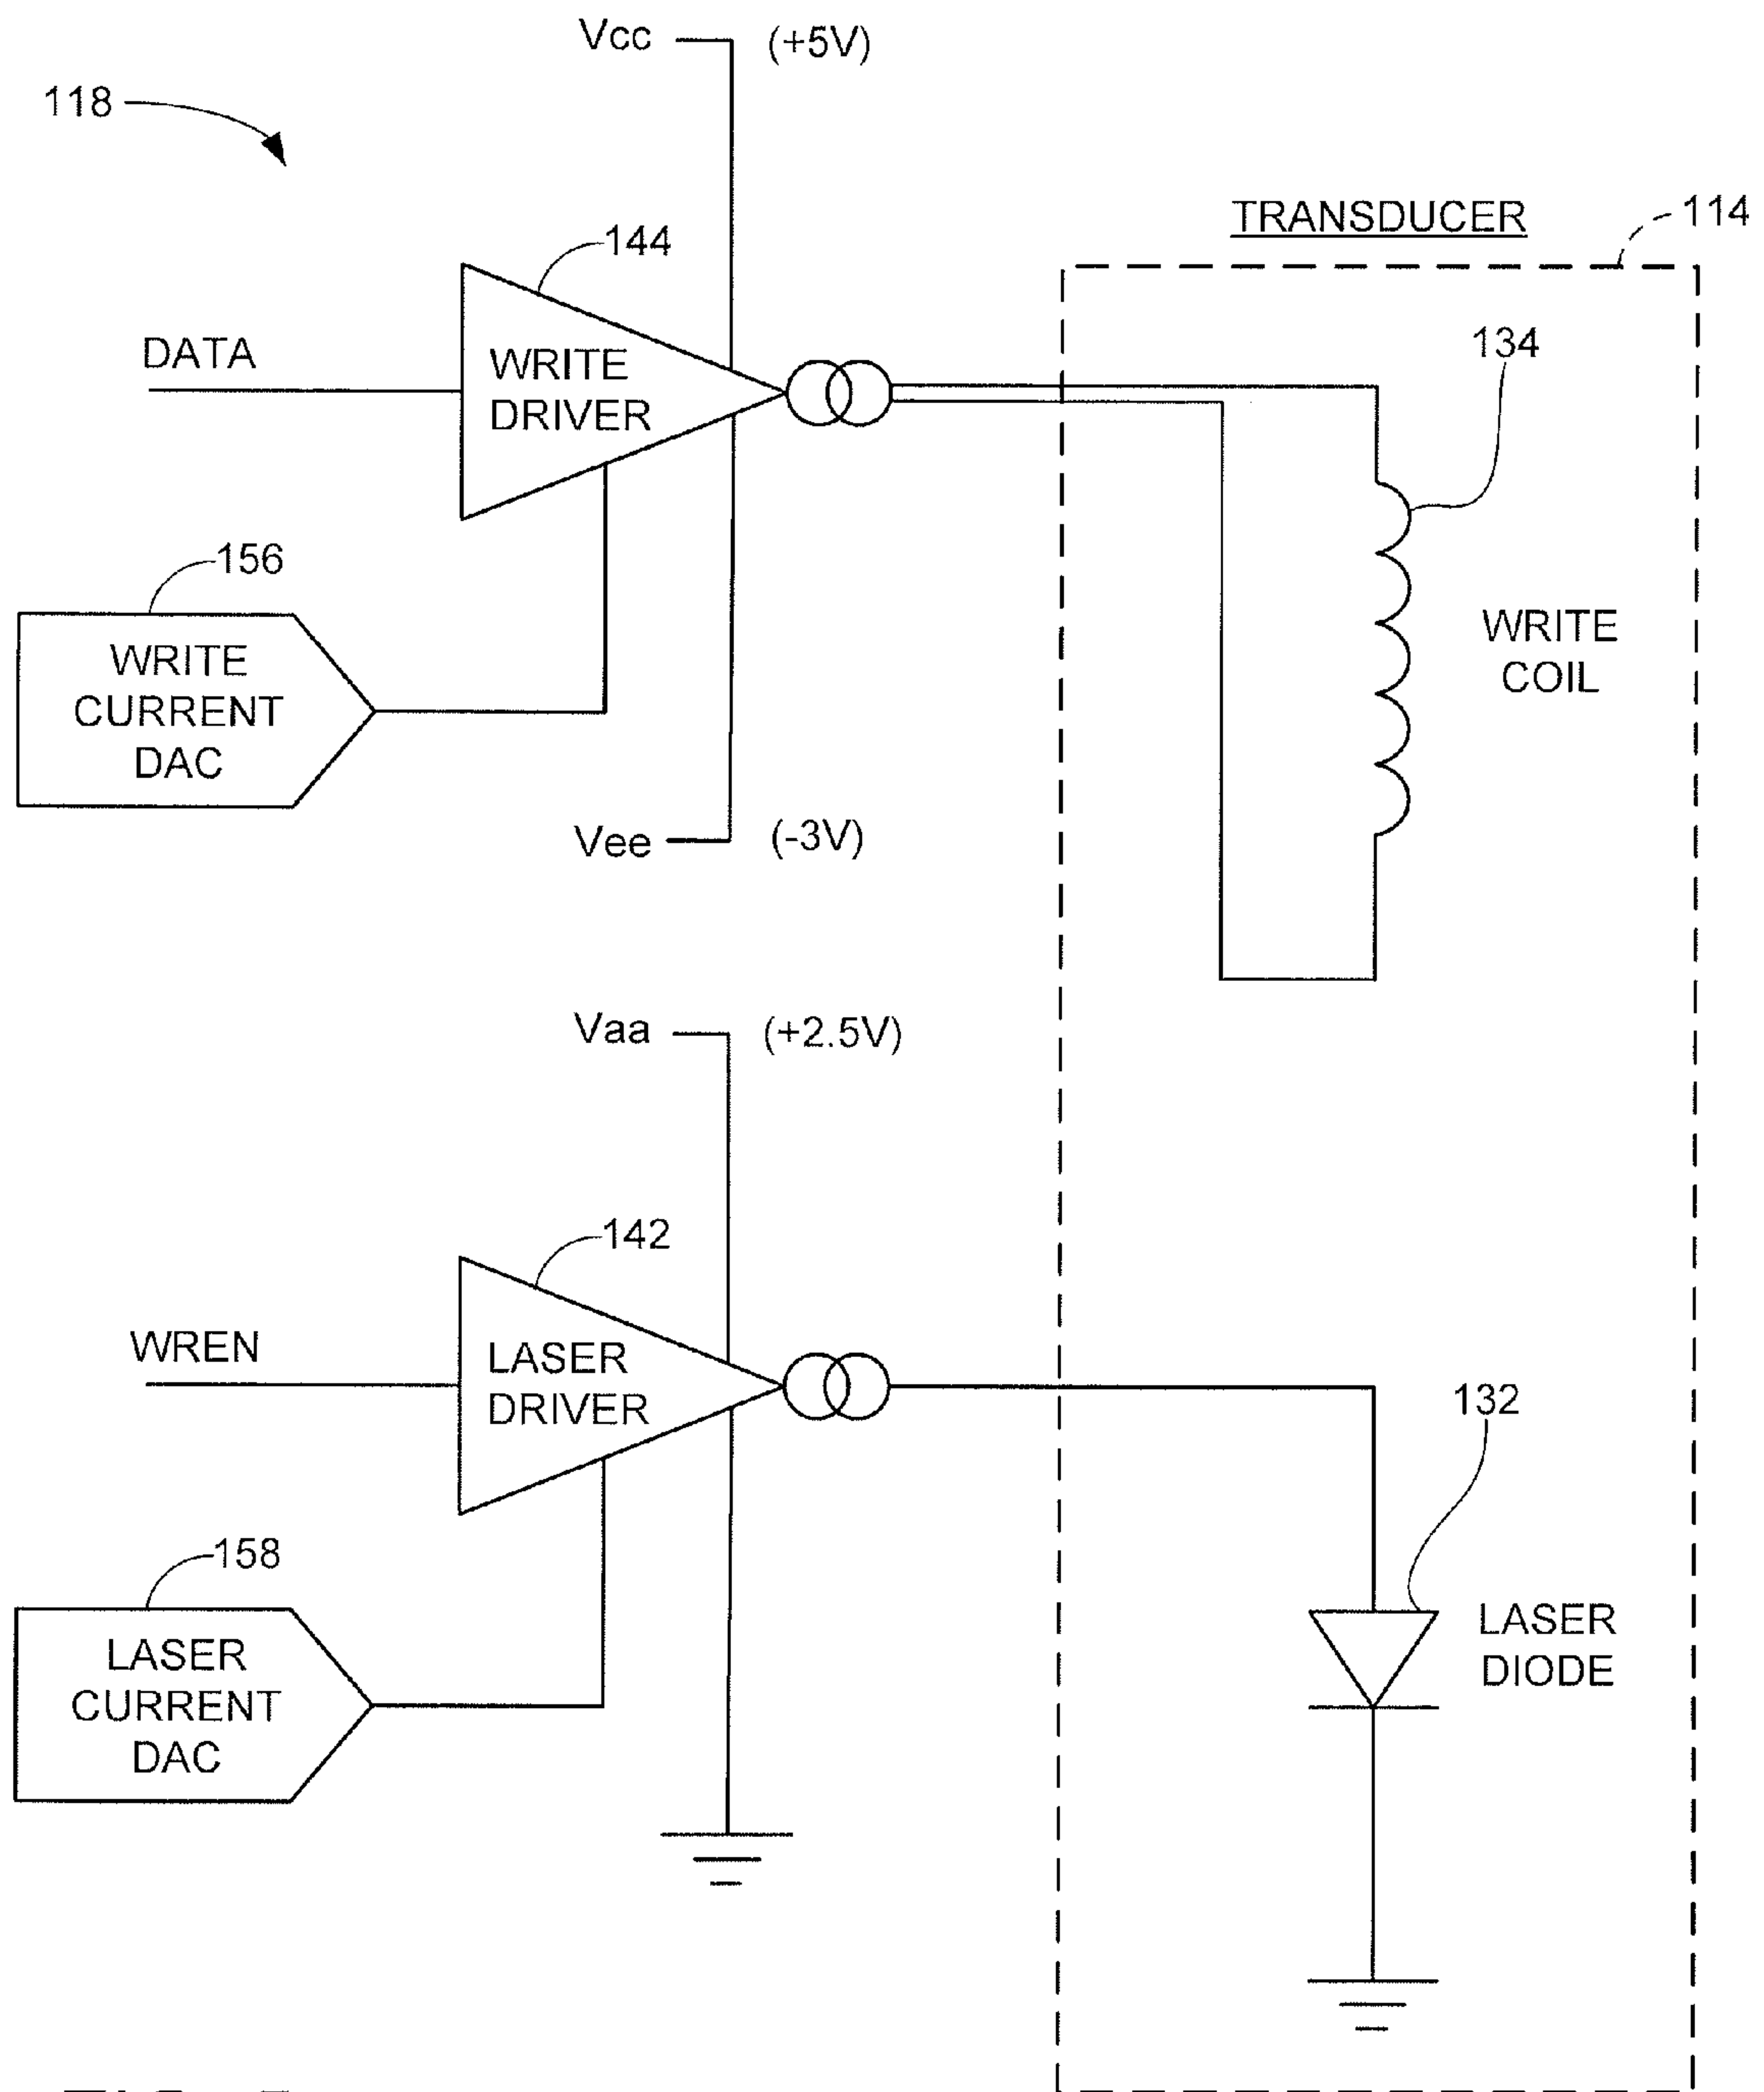 118
Vcc (+5V)
TRANSDUCER
114
144
DATA
WRITE
DRIVER
134
156
WRITE
CURRENT
DAC
WRITE
COIL
Vee (-3V)
Vaa (+2.5V)
142
WREN
LASER
DRIVER
132
158
LASER
CURRENT
DAC
LASER
DIODE